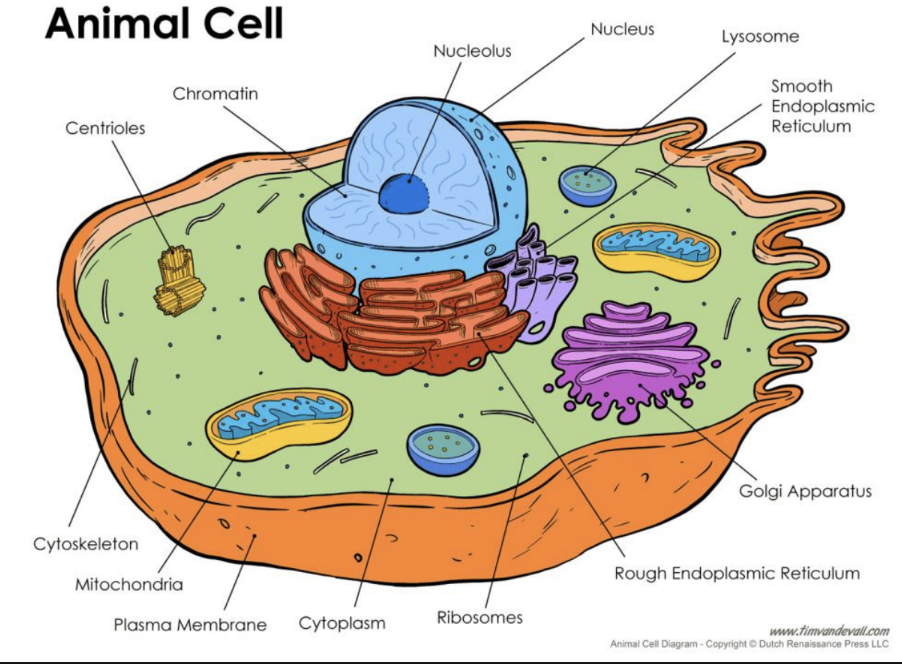 Animal Cell
Nucleolus
Nucleus
Lysosome
Chromatin
Smooth
Endoplasmic
Reticulum
Centrioles
Golgi Apparatus
Cytoskeleton
Mitochondria
Rough Endoplasmic Reticulum
Plasma Membrane
Cytoplasm
Ribosomes
www.timvandevall.com
Animal Cell Diagram - Copyright © Dutch Renaissance Press LLC